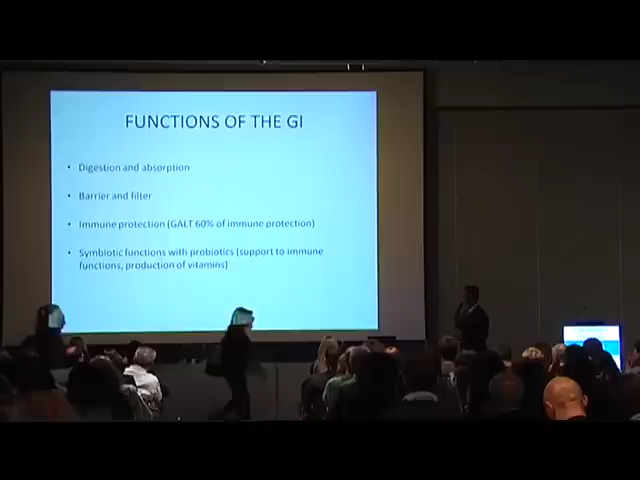 FUNCTIONS OF THE GI
• Digestion and absorption
• Barrier and filter
• Immune protection (GALT 60% of immune protection)
• Symbiotic functions with probiotics (support to immune
functions, production of vitamins)